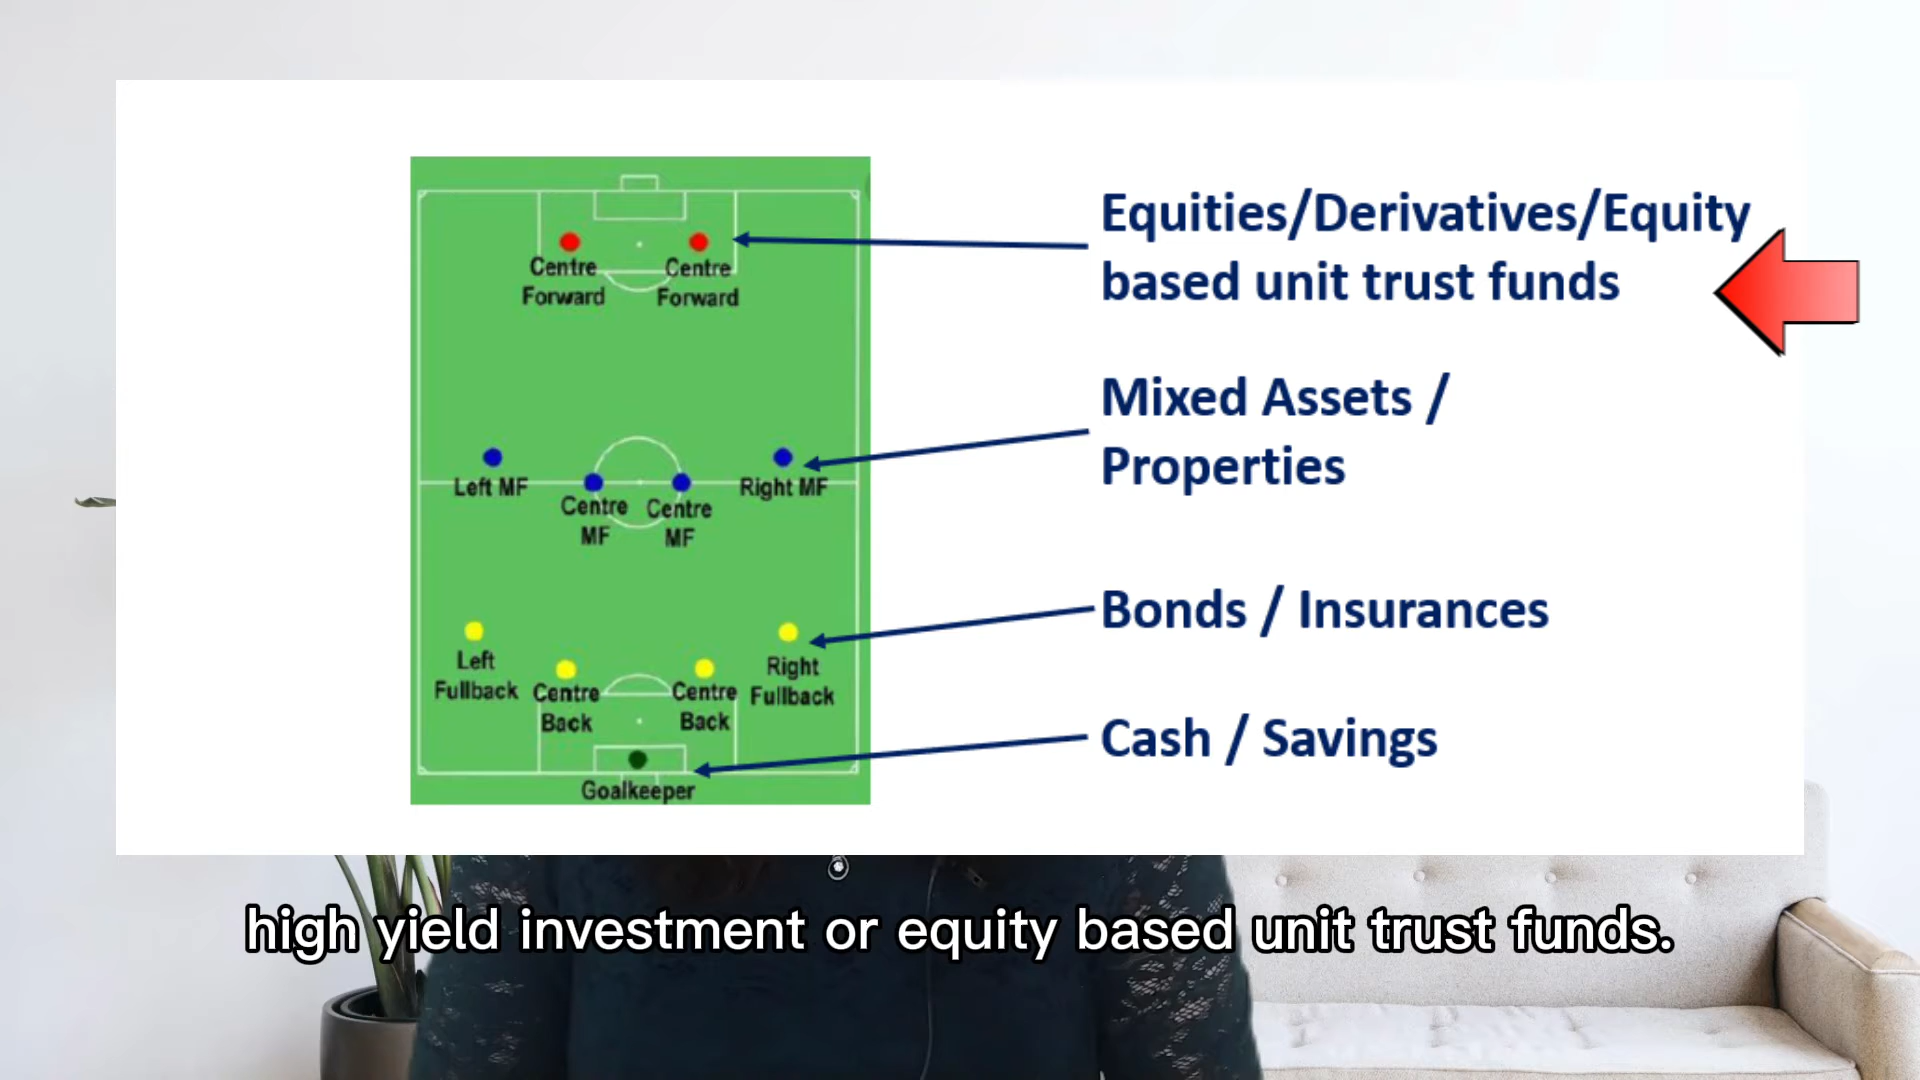 Equities/Derivatives/Equity
based unit trust funds
Centre
Forward
Centre
Forward
Mixed Assets /
Properties
Left MF
Centre
MF
Centre
MF
Right MF
Bonds / Insurances
Left
Fullback
Centre
Back
Centre
Back
Right
Fullback
Cash / Savings
Goalkeeper
high yield investment or equity based unit trust funds.